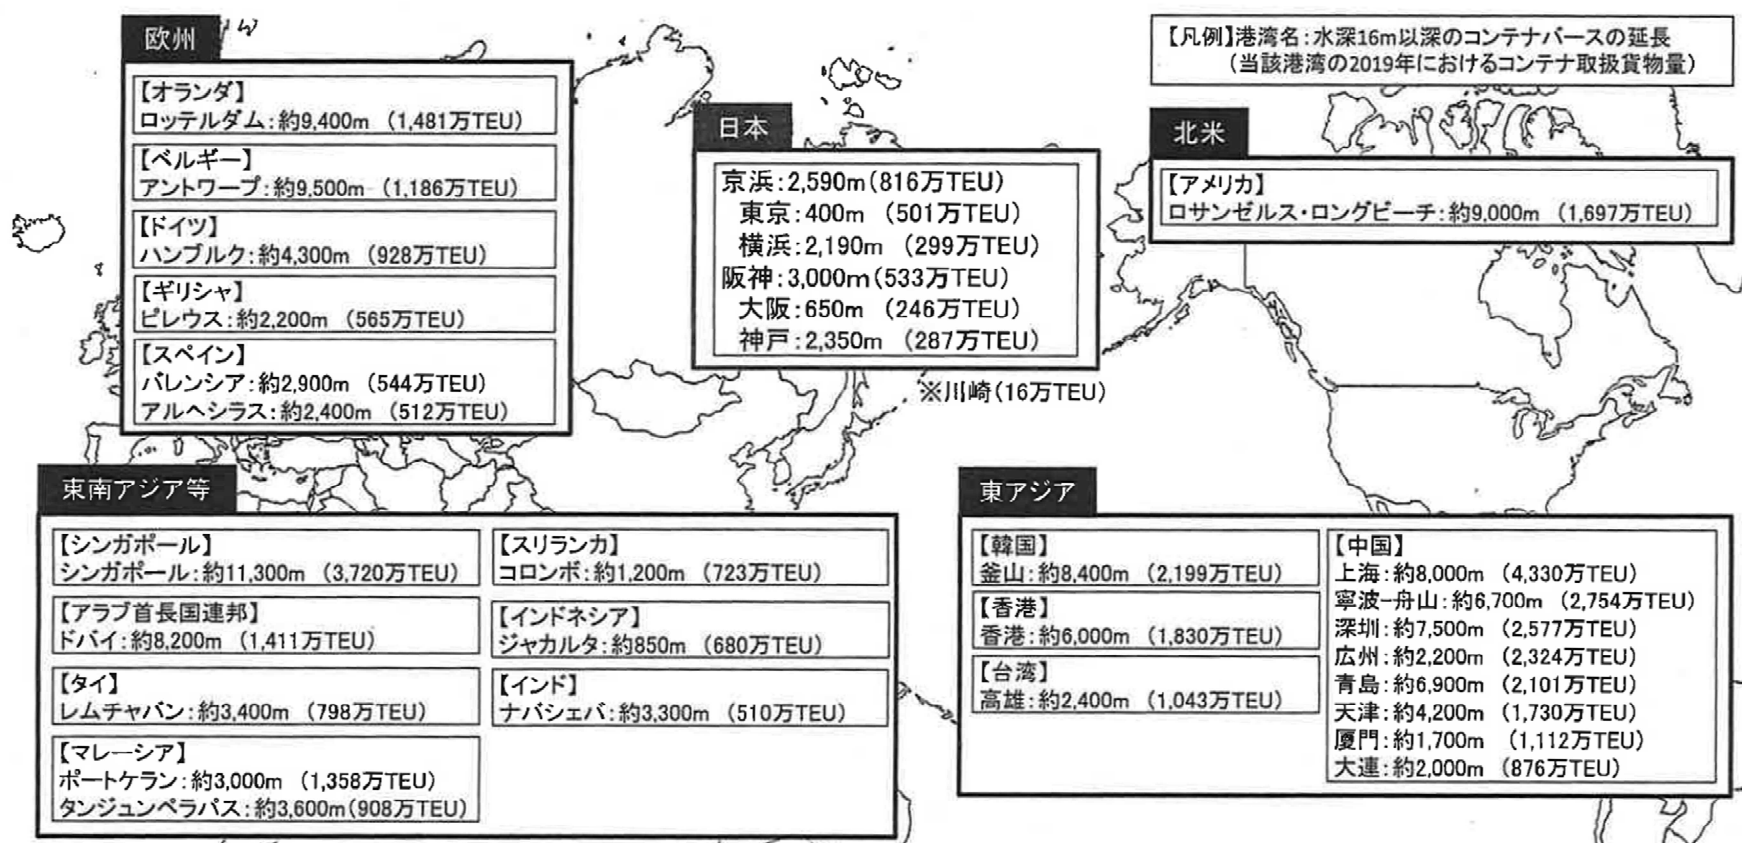 【凡例】港湾名:水深16m以深のコンテナバースの延長
(当該港湾の2019年におけるコンテナ取扱貨物量)
欧州
【オランダ】
ロッテルダム:約9,400m (1,481万TEU)
【ベルギー】
アントワープ:約9,500m (1,186万TEU)
【ドイツ】
ハンブルク:約4,300m (928万TEU)
【ギリシャ】
ピレウス:約2,200m (565万TEU)
【スペイン】
バレンシア:約2,900m (544万TEU)
アルヘシラス:約2,400m (512万TEU)
日本
京浜:2,590m(816万TEU)
東京:400m (501万TEU)
横浜:2,190m (299万TEU)
阪神:3,000m(533万TEU)
大阪:650m (246万TEU)
神戸:2,350m (287万TEU)
※川崎(16万TEU)
北米
【アメリカ】
ロサンゼルス・ロングビーチ:約9,000m (1,697万TEU)
東南アジア等
【シンガポール】
シンガポール:約11,300m (3,720万TEU)
【アラブ首長国連邦】
ドバイ:約8,200m (1,411万TEU)
【タイ】
レムチャバン:約3,400m (798万TEU)
【マレーシア】
ポートケラン:約3,000m (1,358万TEU)
タンジュンペラパス:約3,600m(908万TEU)
【スリランカ】
コロンボ:約1,200m (723万TEU)
【インドネシア】
ジャカルタ:約850m (680万TEU)
【インド】
ナバシェバ:約3,300m (510万TEU)
東アジア
【韓国】
釜山:約8,400m (2,199万TEU)
【香港】
香港:約6,000m (1,830万TEU)
【台湾】
高雄:約2,400m (1,043万TEU)
【中国】
上海:約8,000m (4,330万TEU)
寧波-舟山:約6,700m (2,754万TEU)
深圳:約7,500m (2,577万TEU)
広州:約2,200m (2,324万TEU)
青島:約6,900m (2,101万TEU)
天津:約4,200m (1,730万TEU)
厦門:約1,700m (1,112万TEU)
大連:約2,000m (876万TEU)